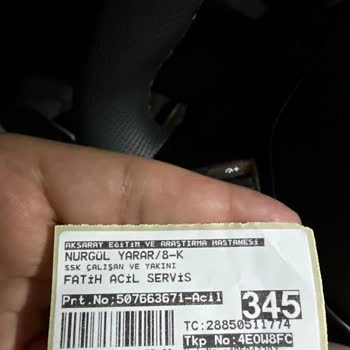 AKSARAY EĞİTİM VE ARAŞTIRMA HASTANESİ
NURGÜL YARAR/8-K
SSK ÇALIŞAN VE YAKINI
FATİH ACİL SERVİS
Prt.No:507663671-Acil
345
TC:28850511774
Tkp No:4EOW8FC